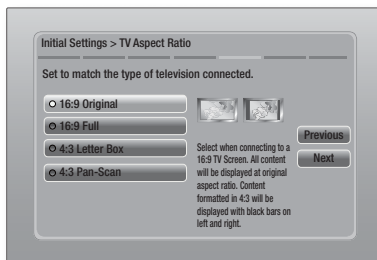 Initial Settings > TV Aspect Ratio
Set to match the type of television connected.
16:9 Original
16:9 Full
4:3 Letter Box
4:3 Pan-Scan
Select when connecting to a
16:9 TV Screen. All content
will be displayed at original
aspect ratio. Content
formatted in 4:3 will be
displayed with black bars on
left and right.
Previous
Next